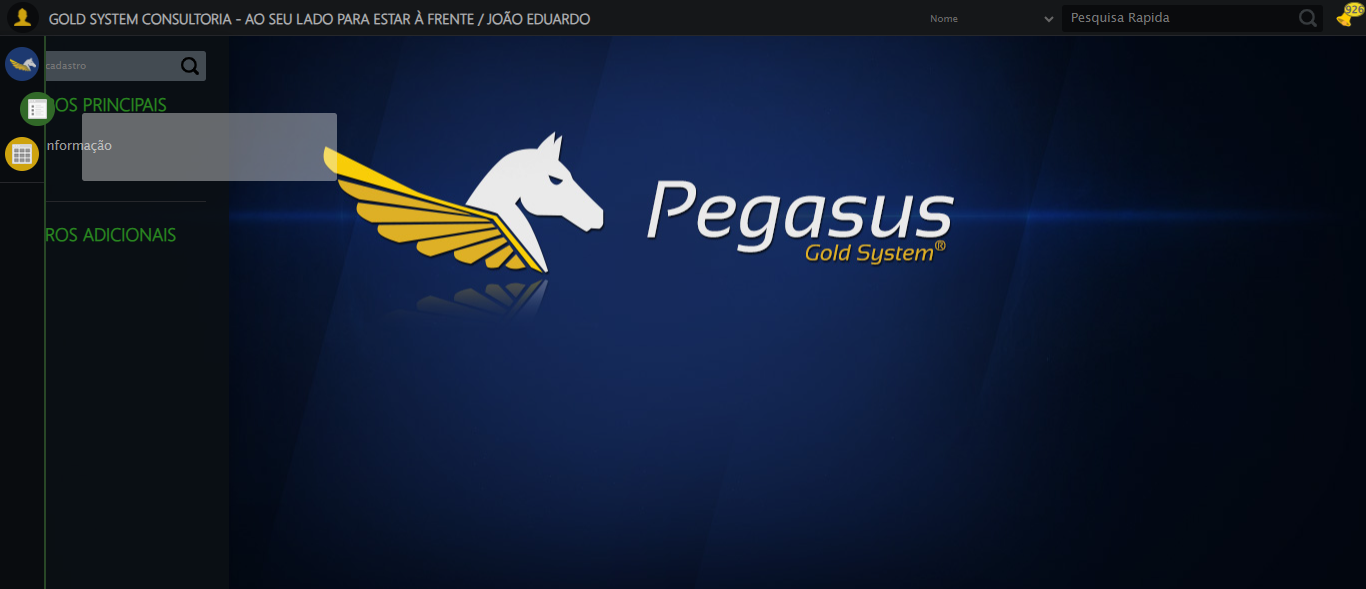 GOLD SYSTEM CONSULTORIA - AO SEU LADO PARA ESTAR À FRENTE / JOÃO EDUARDO
Nome
Pesquisa Rapida
926
cadastro
OS PRINCIPAIS
nformação
ROS ADICIONAIS
Pegasus
Gold System®